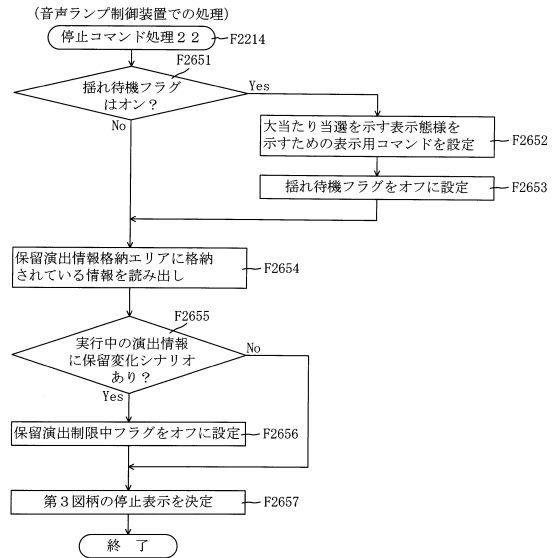 (音声ランプ制御装置での処理)
停止コマンド処理22
F2214
F2651
揺れ待機フラグ
はオン?
Yes
No
大当たり当選を示す表示態様を
示すための表示用コマンドを設定
F2652
揺れ待機フラグをオフに設定
F2653
保留演出情報格納エリアに格納
されている情報を読み出し
F2654
F2655
実行中の演出情報
に保留変化シナリオ
あり?
No
Yes
保留演出制限中フラグをオフに設定
F2656
第3図柄の停止表示を決定
F2657
終 了